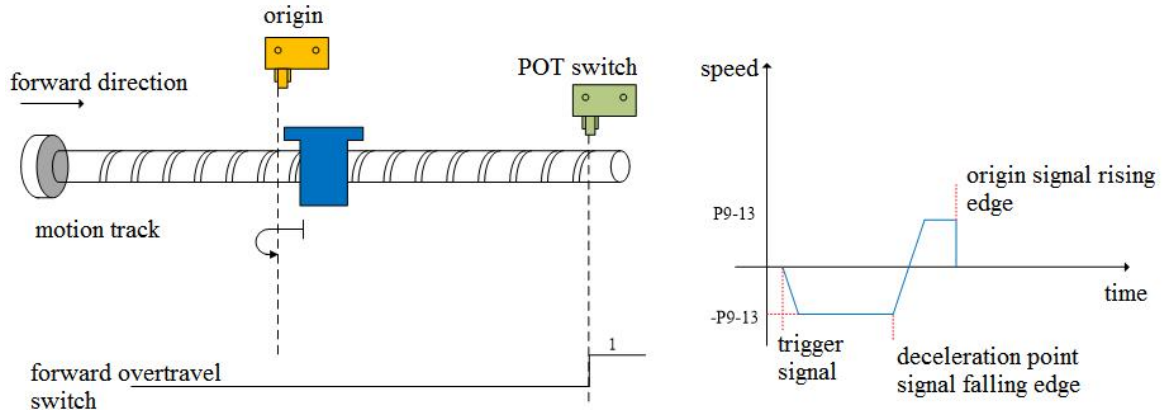 origin
forward direction
POT switch
motion track
1
forward overtravel
switch
speed
P9-13
-P9-13
origin signal rising
edge
time
trigger
signal
deceleration point
signal falling edge